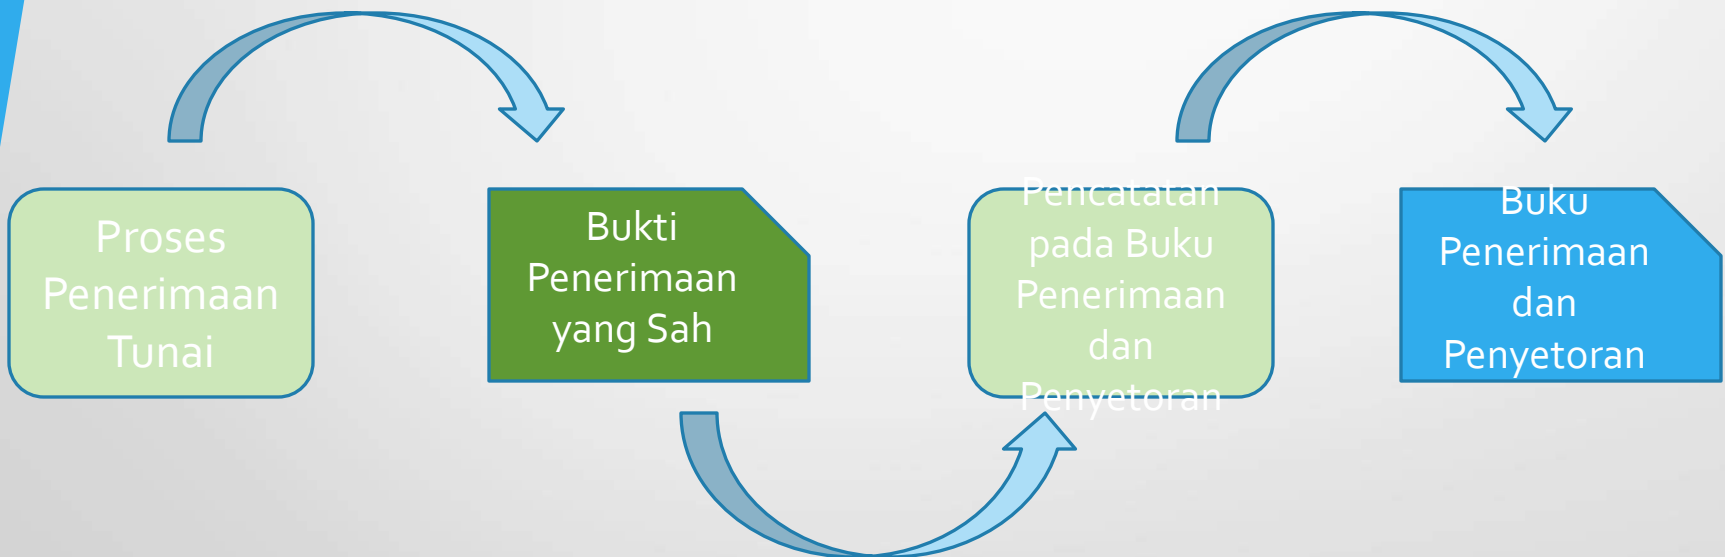 Proses
Penerimaan
Tunai
Bukti
Penerimaan
yang Sah
Pencatatan
pada Buku
Penerimaan
dan
Penyetoran
Buku
Penerimaan
dan
Penyetoran